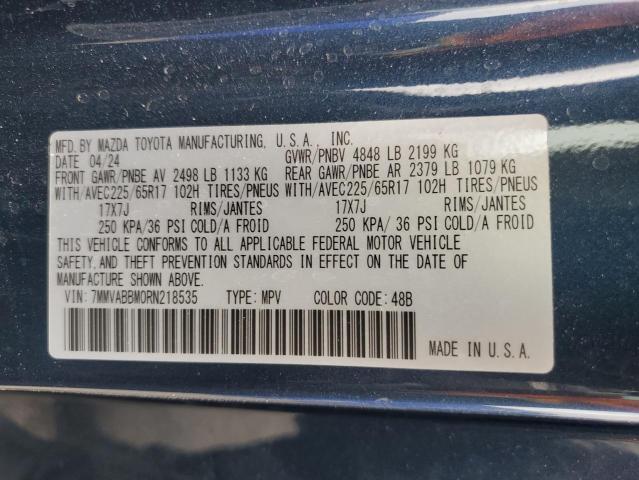 MFD. BY MAZDA TOYOTA MANUFACTURING, U.S.A., INC.
DATE 04/24 GVWR/PNBV 4848 LB 2199 KG
FRONT GAWR/PNBE AV 2498 LB 1133 KG REAR GAWR/PNBE AR 2379 LB 1079 KG
WITH/AVEC225/65R17 102H TIRES/PNEUS WITH/AVEC225/65R17 102H TIRES/PNEUS
17X7J RIMS/JANTES 17X7J RIMS/JANTES
250 KPA/36 PSI COLD/A FROID 250 KPA/ 36 PSI COLD/A FROID
THIS VEHICLE CONFORMS TO ALL APPLICABLE FEDERAL MOTOR VEHICLE
SAFETY, AND THEFT PREVENTION STANDARDS IN EFFECT ON THE DATE OF
MANUFACTURE SHOWN ABOVE.
VIN: 7MMVABBM0RN218535 TYPE: MPV COLOR CODE: 48B
MADE IN U.S.A.